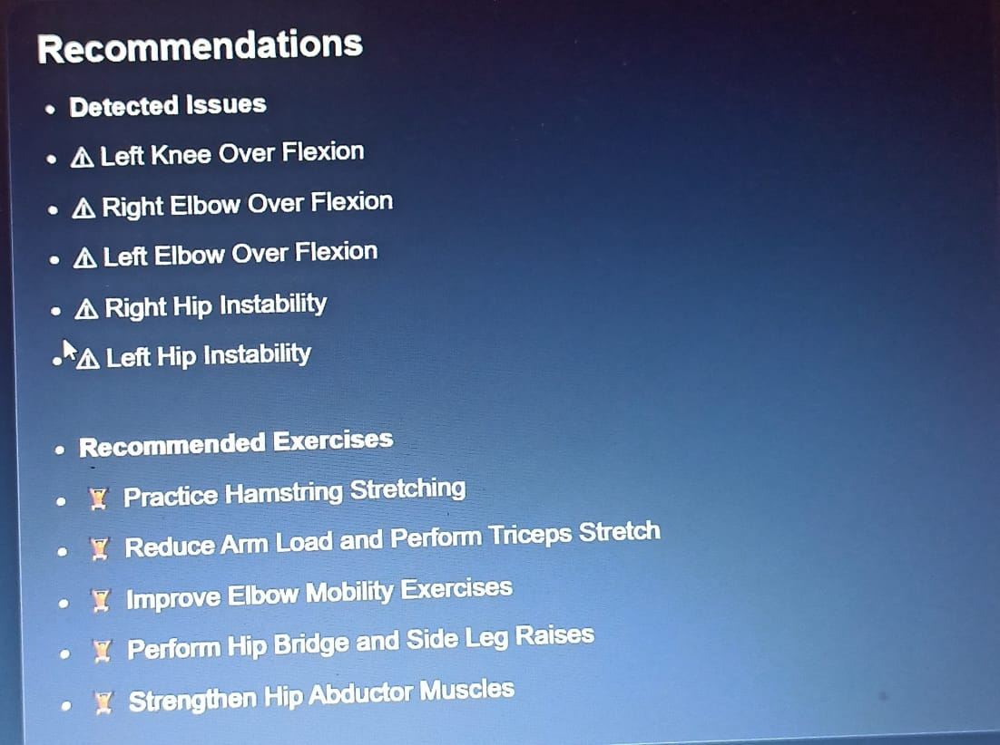 Recommendations
• Detected Issues
• ⚠ Left Knee Over Flexion
• ⚠ Right Elbow Over Flexion
• ⚠ Left Elbow Over Flexion
• ⚠ Right Hip Instability
• ⚠ Left Hip Instability
• Recommended Exercises
• 🏋 Practice Hamstring Stretching
• 🏋 Reduce Arm Load and Perform Triceps Stretch
• 🏋 Improve Elbow Mobility Exercises
• 🏋 Perform Hip Bridge and Side Leg Raises
• 🏋 Strengthen Hip Abductor Muscles